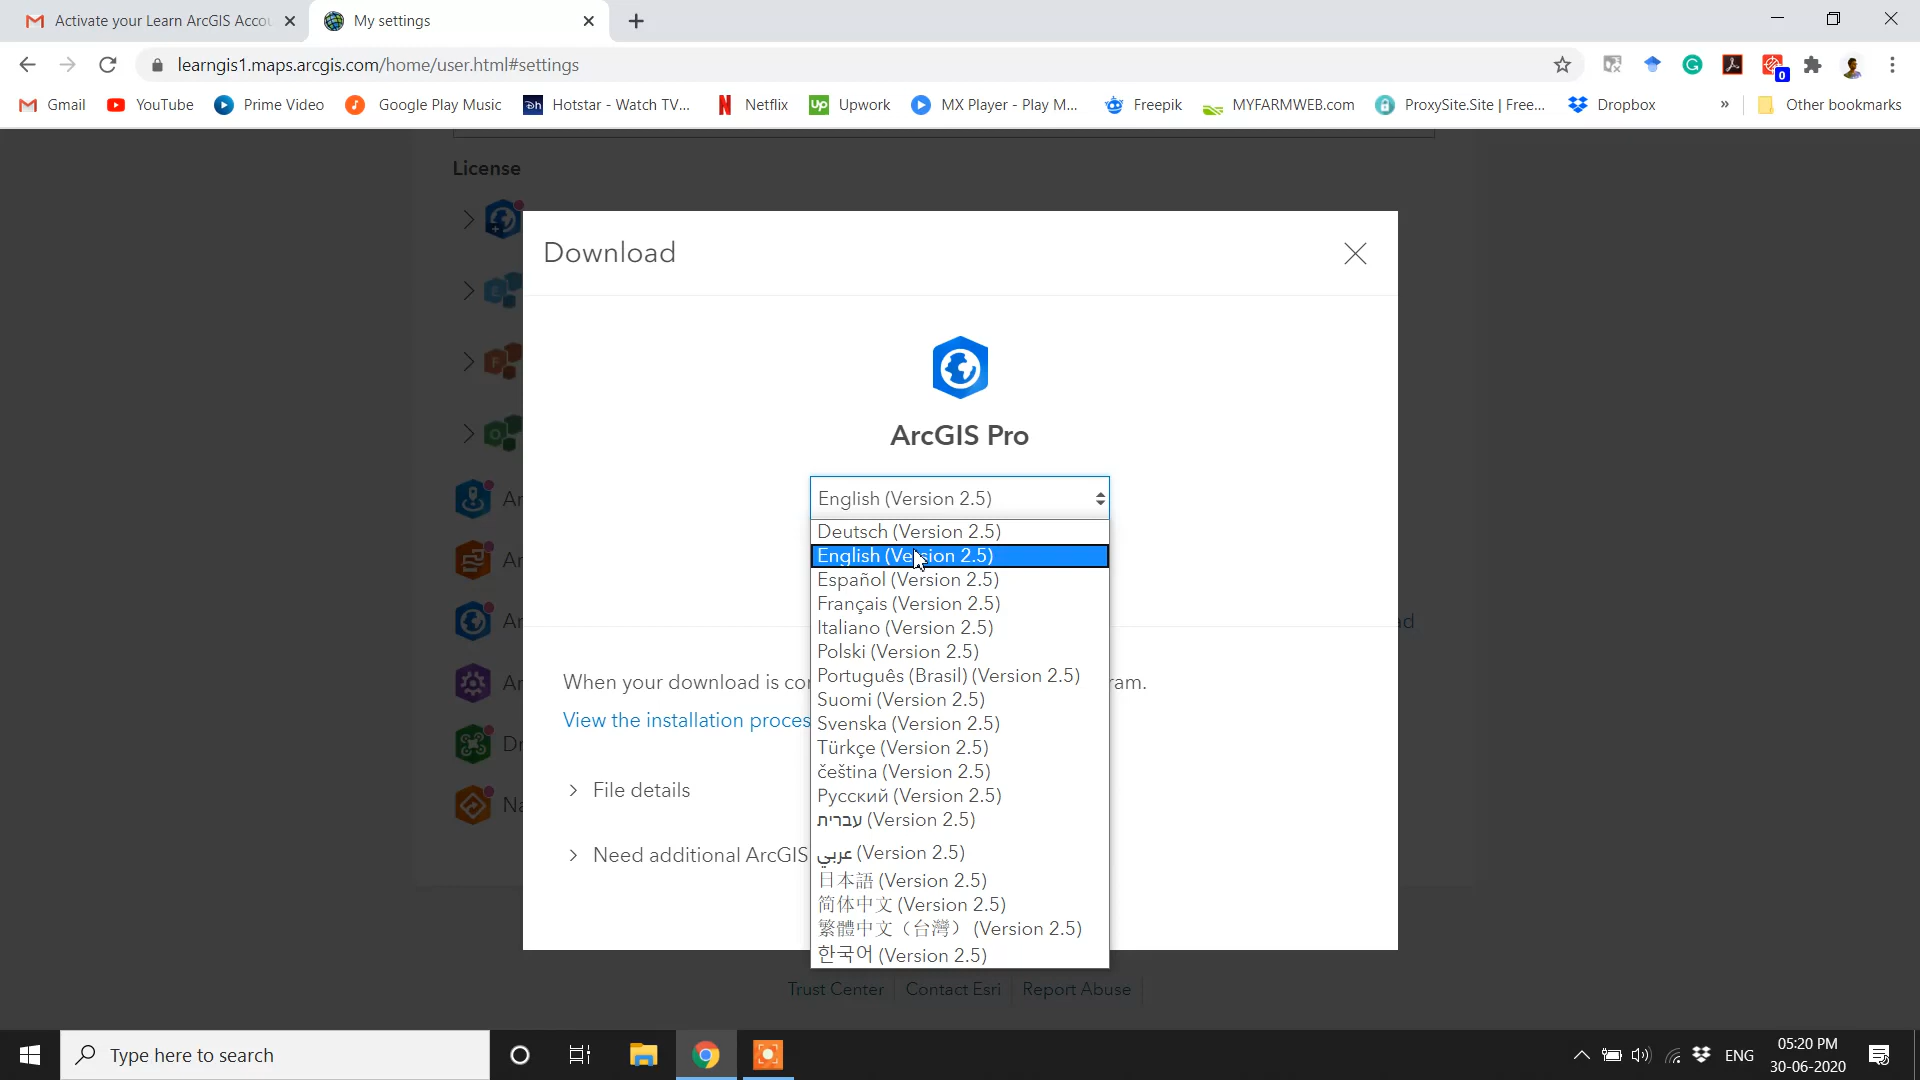 Activate your Learn ArcGIS Accou
My settings
learngis1.maps.arcgis.com/home/user.html#settings
0
Gmail
YouTube
Prime Video
Google Play Music
Hotstar - Watch TV...
Netflix
Upwork
MX Player - Play M...
Freepik
MYFARMWEB.com
ProxySite.Site | Free...
Dropbox
»
Other bookmarks
License
Download
ArcGIS Pro
English (Version 2.5)
Deutsch (Version 2.5)
English (Version 2.5)
Español (Version 2.5)
Français (Version 2.5)
Italiano (Version 2.5)
Polski (Version 2.5)
Português (Brasil) (Version 2.5)
Suomi (Version 2.5)
Svenska (Version 2.5)
Türkçe (Version 2.5)
čeština (Version 2.5)
Русский (Version 2.5)
עברית (Version 2.5)
عربي (Version 2.5)
日本語 (Version 2.5)
简体中文 (Version 2.5)
繁體中文（台灣） (Version 2.5)
한국어 (Version 2.5)
When your download is
View the installation
File details
Need additional ArcGIS
Trust Center
Contact Esri
Report Abuse
Type here to search
ENG
05:20 PM
30-06-2020